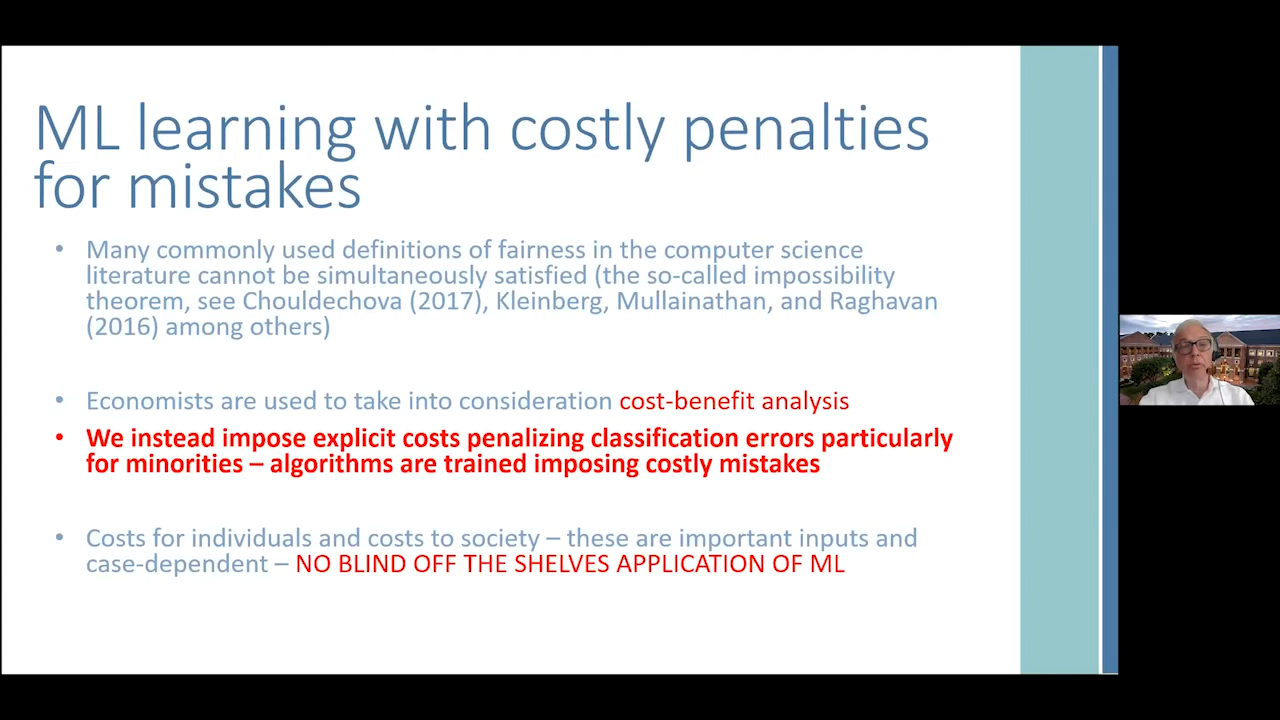 ML learning with costly penalties
for mistakes
• Many commonly used definitions of fairness in the computer science
literature cannot be simultaneously satisfied (the so-called impossibility
theorem, see Chouldechova (2017), Kleinberg, Mullainathan, and Raghavan
(2016) among others)
• Economists are used to take into consideration cost-benefit analysis
• We instead impose explicit costs penalizing classification errors particularly
for minorities – algorithms are trained imposing costly mistakes
• Costs for individuals and costs to society – these are important inputs and
case-dependent – NO BLIND OFF THE SHELVES APPLICATION OF ML